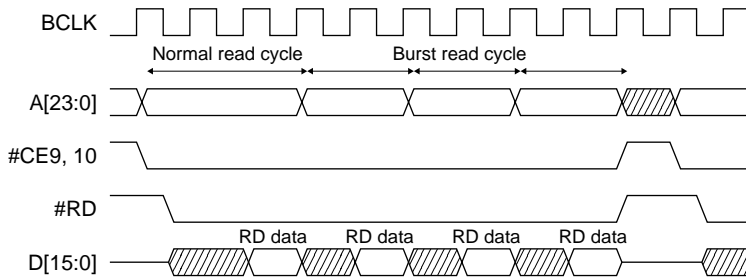 BCLK
Normal read cycle Burst read cycle
A[23:0]
#CE9, 10
#RD
RD data RD data RD data RD data
D[15:0]